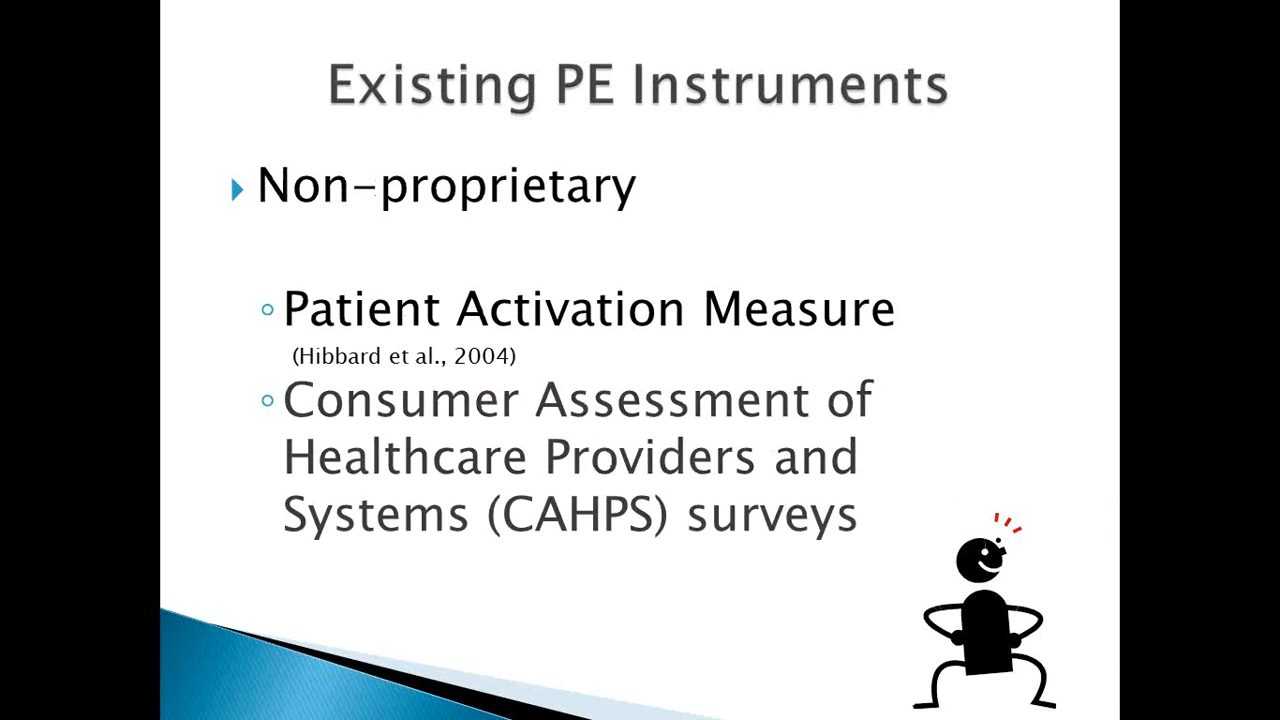 Existing PE Instruments
Non-proprietary
Patient Activation Measure
(Hibbard et al., 2004)
Consumer Assessment of
Healthcare Providers and
Systems (CAHPS) surveys